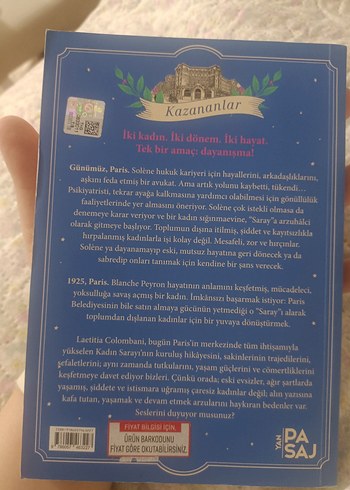 Kazananlar
İki kadın. İki dönem. İki hayat.
Tek bir amaç: dayanışma!
Günümüz, Paris. Solène hukuk kariyeri için hayallerini, arkadaşlıklarını,
aşkını feda etmiş bir avukat. Ama artık yolunu kaybetti, tükendi…
Psikiyatristi, tekrar ayağa kalkmasına yardımcı olabilmesi için gönüllülük
faaliyetlerinde yer almasını öneriyor. Solène çok istekli olmasa da
denemeye karar veriyor ve bir kadın sığınmaevine, "Saray"a arzuhâlci
olarak gitmeye başlıyor. Toplumun dışına itilmiş, şiddet ve kayıtsızlıkla
hırpalanmış kadınlarla işi kolay değil. Mesafeli, zor ve hırçınlar.
Solène ya dayanamayıp eski, mutsuz hayatına geri dönecek ya da
sabredip onları tanımak için kendine bir şans verecek.
1925, Paris. Blanche Peyron hayatının anlamını keşfetmiş, mücadeleci,
yoksulluğa savaş açmış bir kadın. İmkânsızı başarmak istiyor: Paris
Belediyesinin bile satın almaya gücünün yetmediği o "Saray"ı alarak
toplumdan dışlanan kadınlar için bir yuvaya dönüştürmek.
Laetitia Colombani, bugün Paris'in merkezinde tüm ihtişamıyla
yükselen Kadın Sarayı'nın kuruluş hikâyesini, sakinlerinin trajedilerini,
sefaletlerini; aynı zamanda tutkularını, yaşam güçlerini ve cömertliklerini
keşfetmeye davet ediyor bizleri. Çünkü orada; eski evsizler, ağır şartlarda
yaşamış, şiddete ve istismara uğramış çaresiz kadınlar değil; alın yazısına
kafa tutan, yaşamak ve devam etmek arzularını haykıran bedenler var.
Seslerini duyuyor musunuz?
FİYAT BİLGİSİ İÇİN,
ÜRÜN BARKODUNU
FİYAT GÖRE OKUTABİLİRSİNİZ
YAN
PA
SAJ